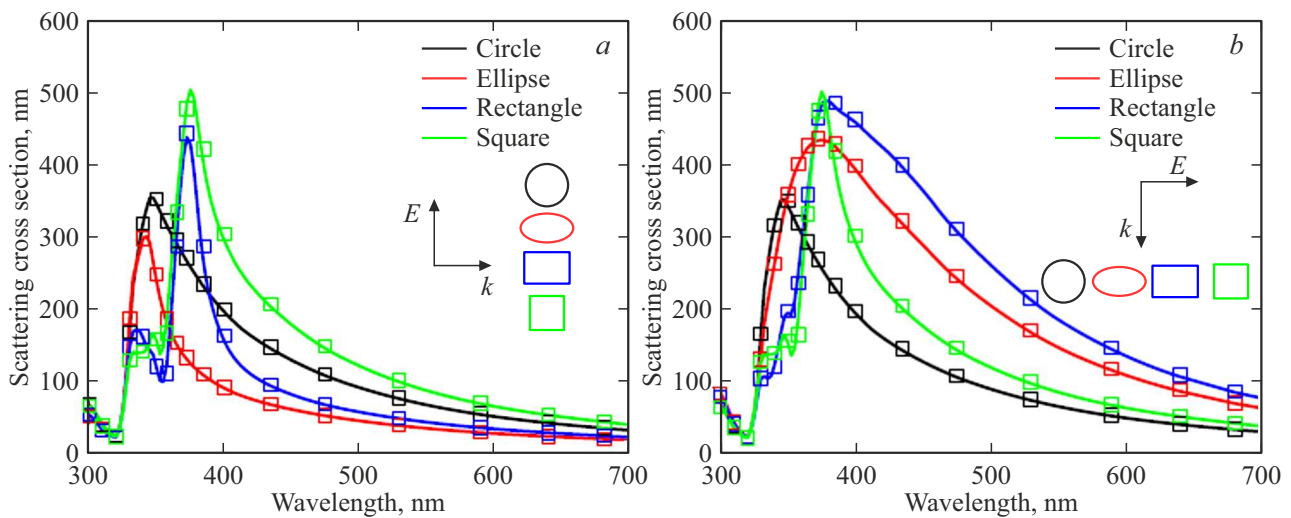 Scattering cross section, nm
600
500
400
300
200
100
0
a
Circle
Ellipse
Rectangle
Square
E
k
300
400
500
600
700
Wavelength, nm
Scattering cross section, nm
600
500
400
300
200
100
0
b
Circle
Ellipse
Rectangle
Square
E
k
300
400
500
600
700
Wavelength, nm